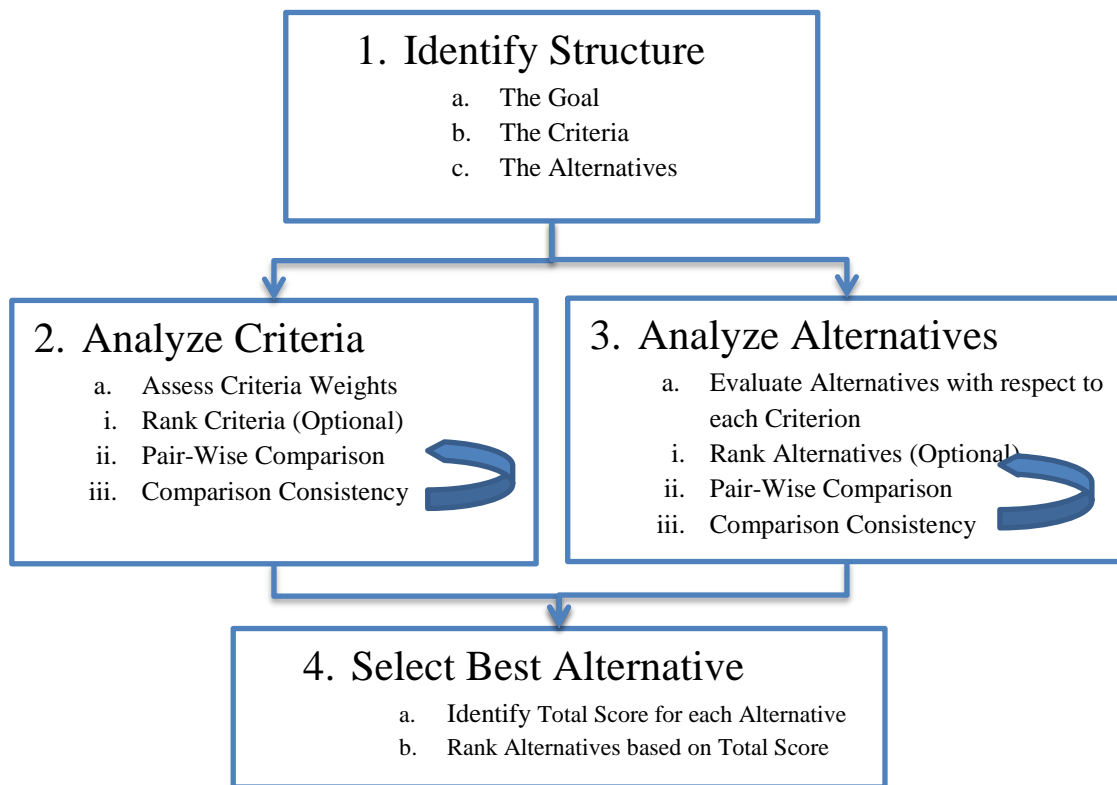 1. Identify Structure
a. The Goal
b. The Criteria
c. The Alternatives
2. Analyze Criteria
a. Assess Criteria Weights
i. Rank Criteria (Optional)
ii. Pair-Wise Comparison
iii. Comparison Consistency
3. Analyze Alternatives
a. Evaluate Alternatives with respect to
each Criterion
i. Rank Alternatives (Optional)
ii. Pair-Wise Comparison
iii. Comparison Consistency
4. Select Best Alternative
a. Identify Total Score for each Alternative
b. Rank Alternatives based on Total Score